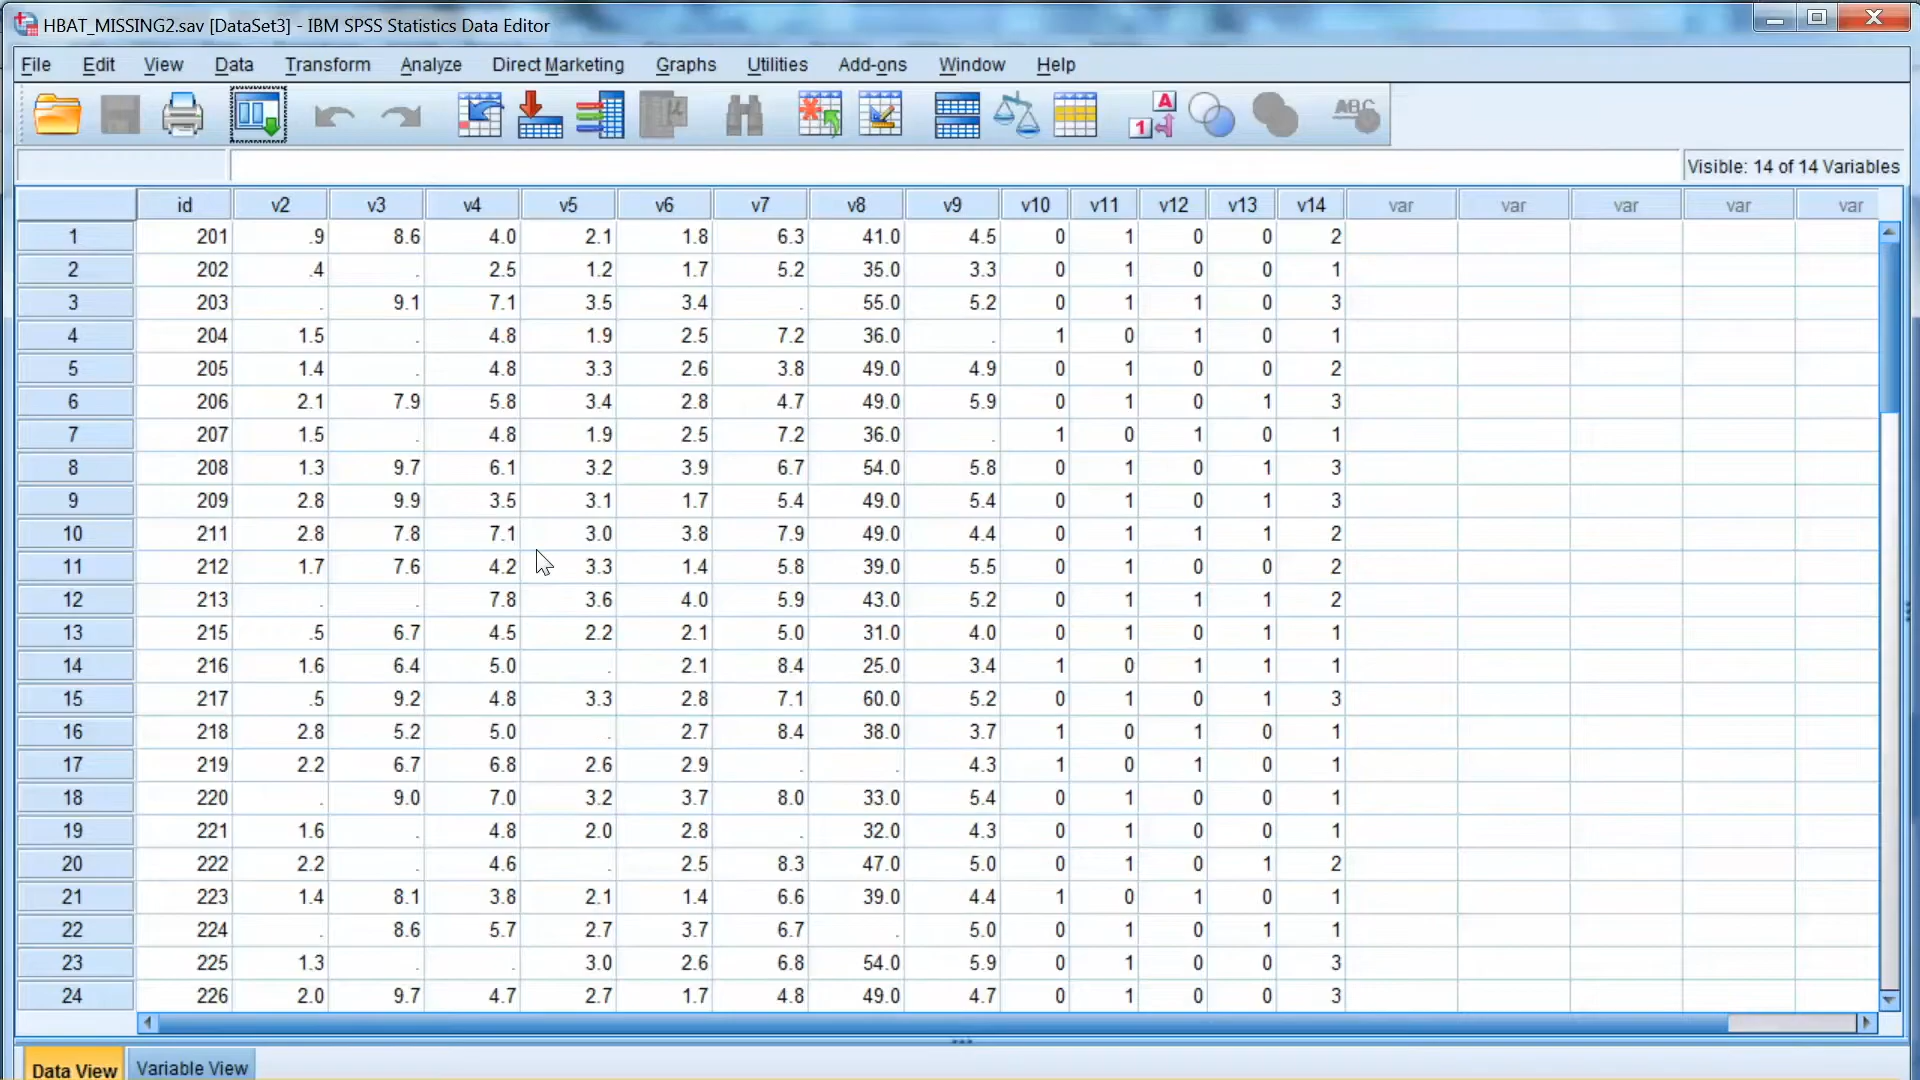 HBAT_MISSING2.sav [DataSet3] - IBM SPSS Statistics Data Editor
File Edit View Data Transform Analyze Direct Marketing Graphs Utilities Add-ons Window Help
1 A ABC
Visible: 14 of 14 Variables
id v2 v3 v4 v5 v6 v7 v8 v9 v10 v11 v12 v13 v14 var var var var var
1 201 .9 8.6 4.0 2.1 1.8 6.3 41.0 4.5 0 1 0 0 2
2 202 .4 . 2.5 1.2 1.7 5.2 35.0 3.3 0 1 0 0 1
3 203 . 9.1 7.1 3.5 3.4 . 55.0 5.2 0 1 1 0 3
4 204 1.5 . 4.8 1.9 2.5 7.2 36.0 . 1 0 1 0 1
5 205 1.4 . 4.8 3.3 2.6 3.8 49.0 4.9 0 1 0 0 2
6 206 2.1 7.9 5.8 3.4 2.8 4.7 49.0 5.9 0 1 0 1 3
7 207 1.5 . 4.8 1.9 2.5 7.2 36.0 . 1 0 1 0 1
8 208 1.3 9.7 6.1 3.2 3.9 6.7 54.0 5.8 0 1 0 1 3
9 209 2.8 9.9 3.5 3.1 1.7 5.4 49.0 5.4 0 1 0 1 3
10 211 2.8 7.8 7.1 3.0 3.8 7.9 49.0 4.4 0 1 1 1 2
11 212 1.7 7.6 4.2 3.3 1.4 5.8 39.0 5.5 0 1 0 0 2
12 213 . . 7.8 3.6 4.0 5.9 43.0 5.2 0 1 1 1 2
13 215 .5 6.7 4.5 2.2 2.1 5.0 31.0 4.0 0 1 0 1 1
14 216 1.6 6.4 5.0 . 2.1 8.4 25.0 3.4 1 0 1 1 1
15 217 .5 9.2 4.8 3.3 2.8 7.1 60.0 5.2 0 1 0 1 3
16 218 2.8 5.2 5.0 . 2.7 8.4 38.0 3.7 1 0 1 0 1
17 219 2.2 6.7 6.8 2.6 2.9 . . 4.3 1 0 1 0 1
18 220 . 9.0 7.0 3.2 3.7 8.0 33.0 5.4 0 1 0 0 1
19 221 1.6 . 4.8 2.0 2.8 . 32.0 4.3 0 1 0 0 1
20 222 2.2 . 4.6 . 2.5 8.3 47.0 5.0 0 1 0 1 2
21 223 1.4 8.1 3.8 2.1 1.4 6.6 39.0 4.4 1 0 1 0 1
22 224 . 8.6 5.7 2.7 3.7 6.7 . 5.0 0 1 0 1 1
23 225 1.3 . . 3.0 2.6 6.8 54.0 5.9 0 1 0 0 3
24 226 2.0 9.7 4.7 2.7 1.7 4.8 49.0 4.7 0 1 0 0 3
Data View Variable View